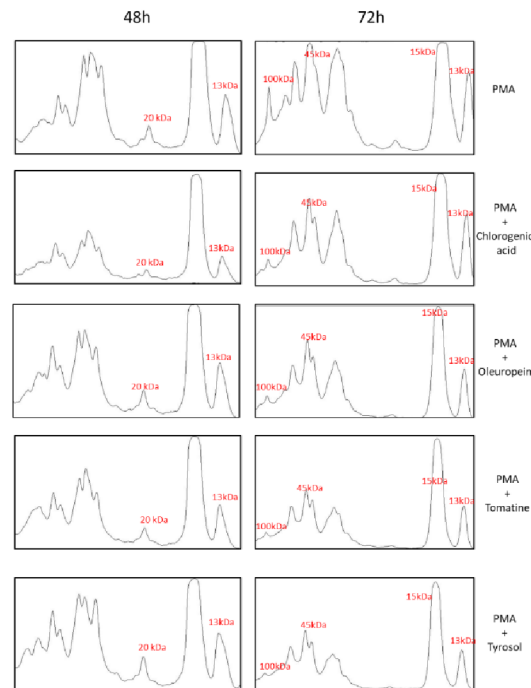 48h 72h
20 kDa 13kDa
100kDa 45kDa 15kDa 13kDa
PMA
20 kDa 13kDa
100kDa 45kDa 15kDa 13kDa
PMA
+
Chlorogenic
acid
20 kDa 13kDa
100kDa 45kDa 15kDa 13kDa
PMA
+
Oleuropein
20 kDa 13kDa
100kDa 45kDa 15kDa 13kDa
PMA
+
Tomatine
20 kDa 13kDa
100kDa 45kDa 15kDa 13kDa
PMA
+
Tyrosol